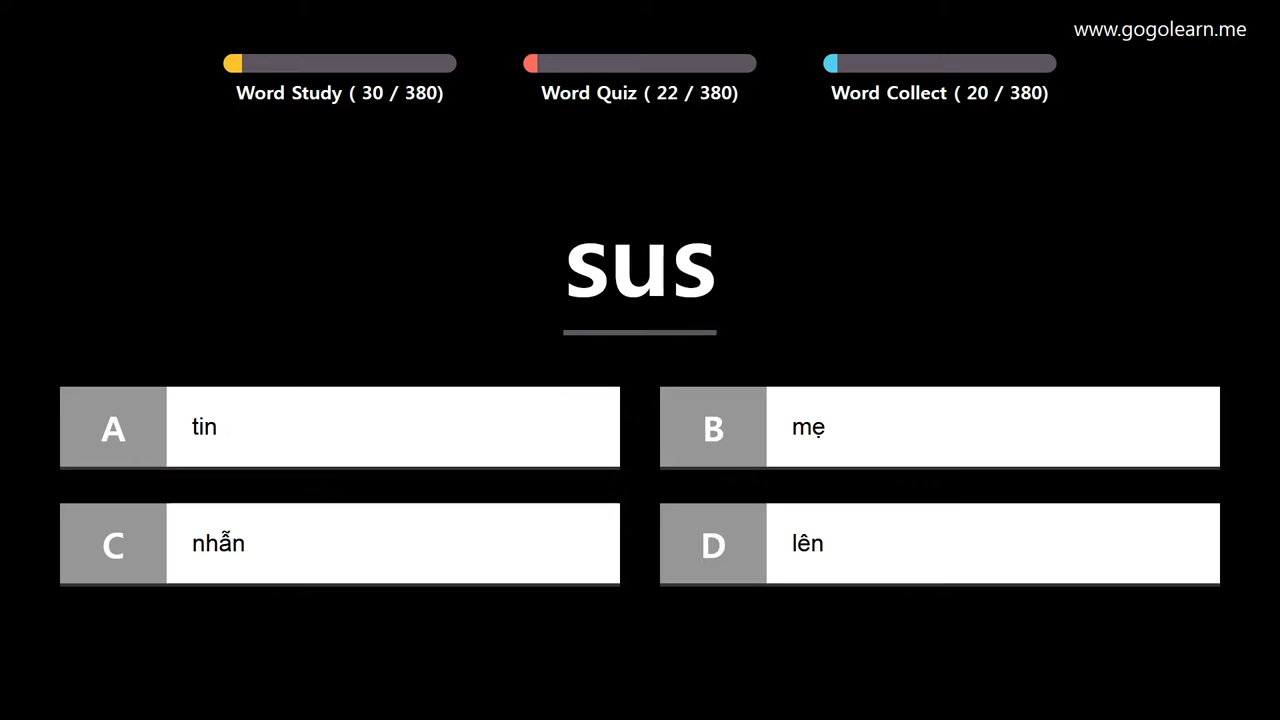 www.gogolearn.me
Word Study ( 30 / 380)
Word Quiz ( 22 / 380)
Word Collect ( 20 / 380)
sus
A tin
B mẹ
C nhẫn
D lên